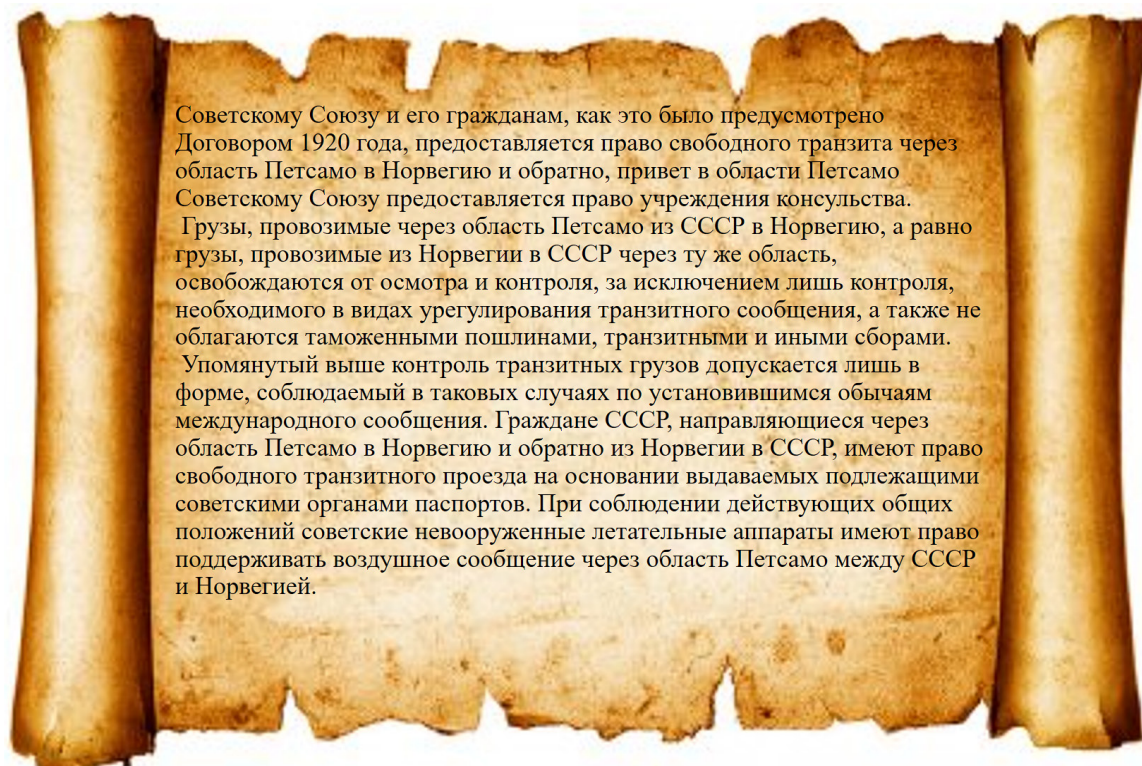 Советскому Союзу и его гражданам, как это было предусмотрено
Договором 1920 года, предоставляется право свободного транзита через
область Петсамо в Норвегию и обратно, привет в области Петсамо
Советскому Союзу предоставляется право учреждения консульства.
Грузы, провозимые через область Петсамо из СССР в Норвегию, а равно
грузы, провозимые из Норвегии в СССР через ту же область,
освобождаются от осмотра и контроля, за исключением лишь контроля,
необходимого в видах урегулирования транзитного сообщения, а также не
облагаются таможенными пошлинами, транзитными и иными сборами.
Упомянутый выше контроль транзитных грузов допускается лишь в
форме, соблюдаемый в таковых случаях по установившимся обычаям
международного сообщения. Граждане СССР, направляющиеся через
область Петсамо в Норвегию и обратно из Норвегии в СССР, имеют право
свободного транзитного проезда на основании выдаваемых подлежащими
советскими органами паспортов. При соблюдении действующих общих
положений советские невооруженные летательные аппараты имеют право
поддерживать воздушное сообщение через область Петсамо между СССР
и Норвегией.